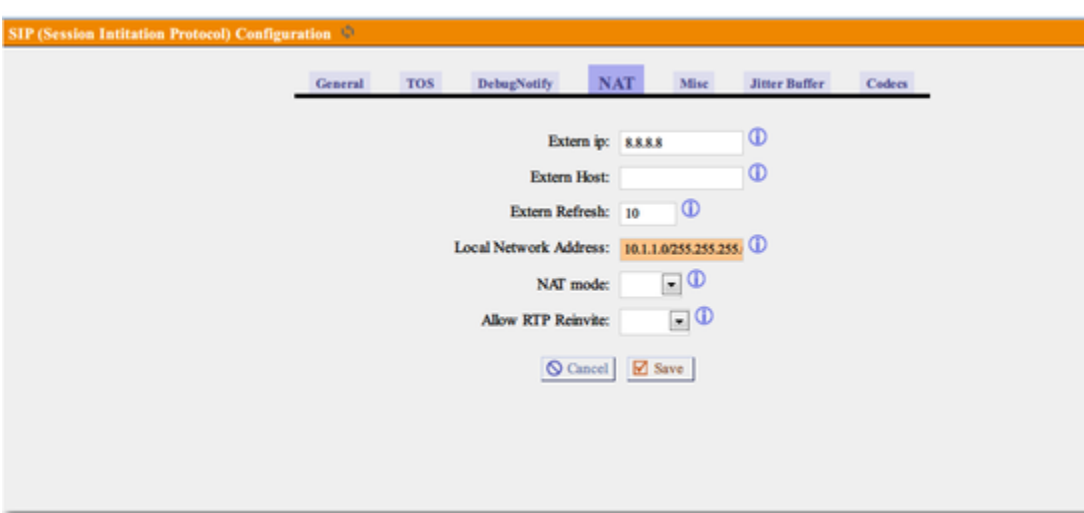 SIP (Session Intitation Protocol) Configuration
General TOS DebugNotify NAT Misc Jitter Buffer Codecs
Extern ip: 8.8.8.8
Extern Host:
Extern Refresh: 10
Local Network Address: 10.1.1.0/255.255.255.
NAT mode:
Allow RTP Reinvite:
Cancel Save